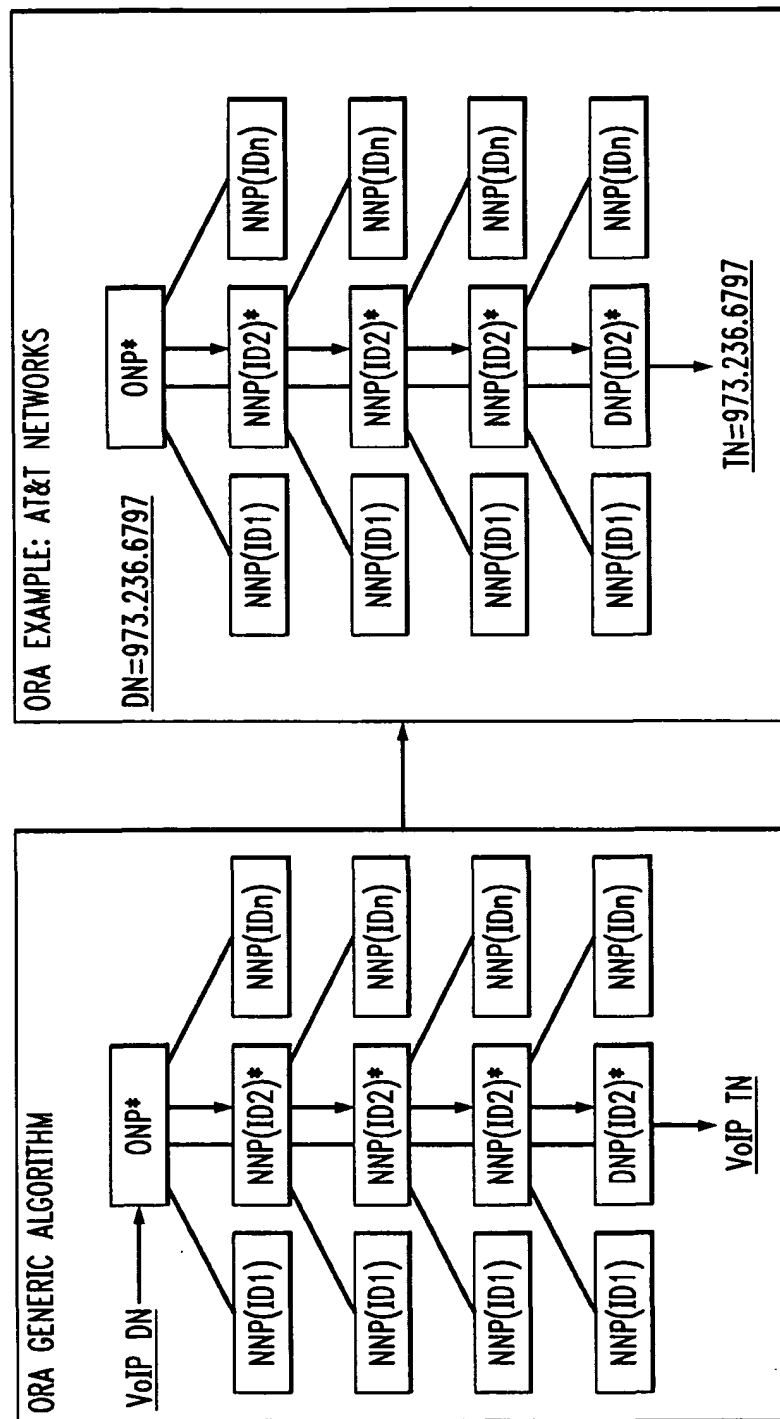 ORA GENERIC ALGORITHM
VoIP DN
ONP*
NNP(ID1)
NNP(ID2)*
NNP(IDn)
NNP(ID1)
NNP(ID2)*
NNP(IDn)
NNP(ID1)
NNP(ID2)*
NNP(IDn)
NNP(ID1)
DNP(ID2)*
NNP(IDn)
VoIP TN
ORA EXAMPLE: AT&T NETWORKS
DN=973.236.6797
ONP*
NNP(ID1)
NNP(ID2)*
NNP(IDn)
NNP(ID1)
NNP(ID2)*
NNP(IDn)
NNP(ID1)
NNP(ID2)*
NNP(IDn)
NNP(ID1)
DNP(ID2)*
NNP(IDn)
TN=973.236.6797